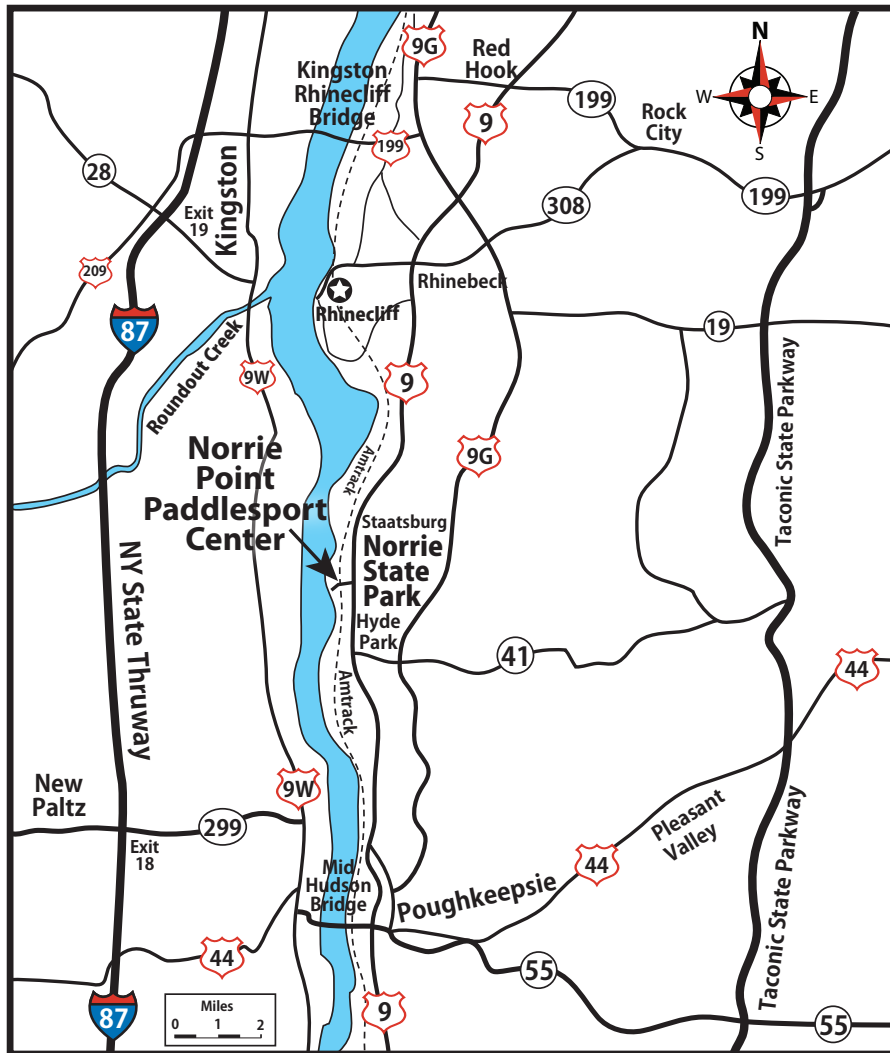 N
W
E
S
9G
Red
Hook
Kingston
Rhinecliff
Bridge
199
Rock
City
9
199
28
Exit
19
Kingston
308
199
209
Rhinebeck
Rhinecliff
87
Roundout Creek
19
9W
9
Taconic State Parkway
Norrie
Point
Paddlesport
Center
Amtrack
9G
Staatsburg
Norrie
State
Park
Hyde
Park
NY State Thruway
41
44
Amtrack
New
Paltz
9W
299
Exit
18
Pleasant
Valley
Mid
Hudson
Bridge
Poughkeepsie
44
Taconic State Parkway
44
55
Miles
0 1 2
87
9
55